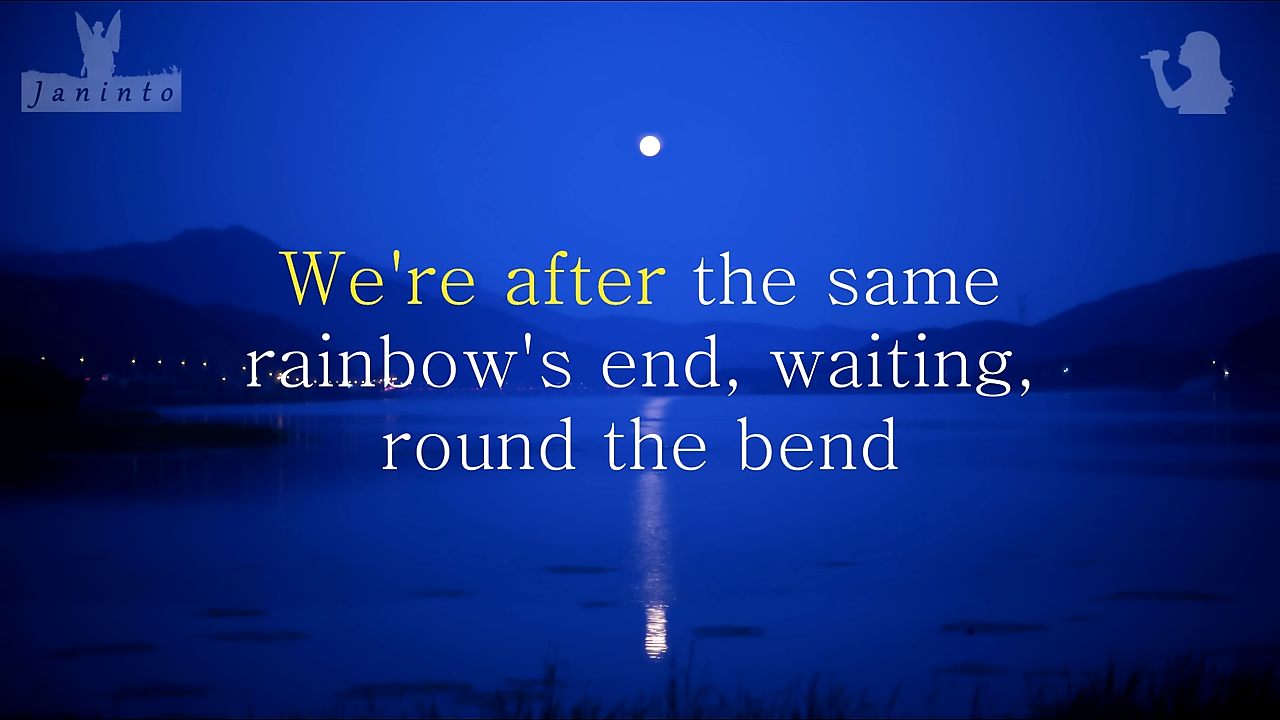 Janinto
We're after the same
rainbow's end, waiting,
round the bend